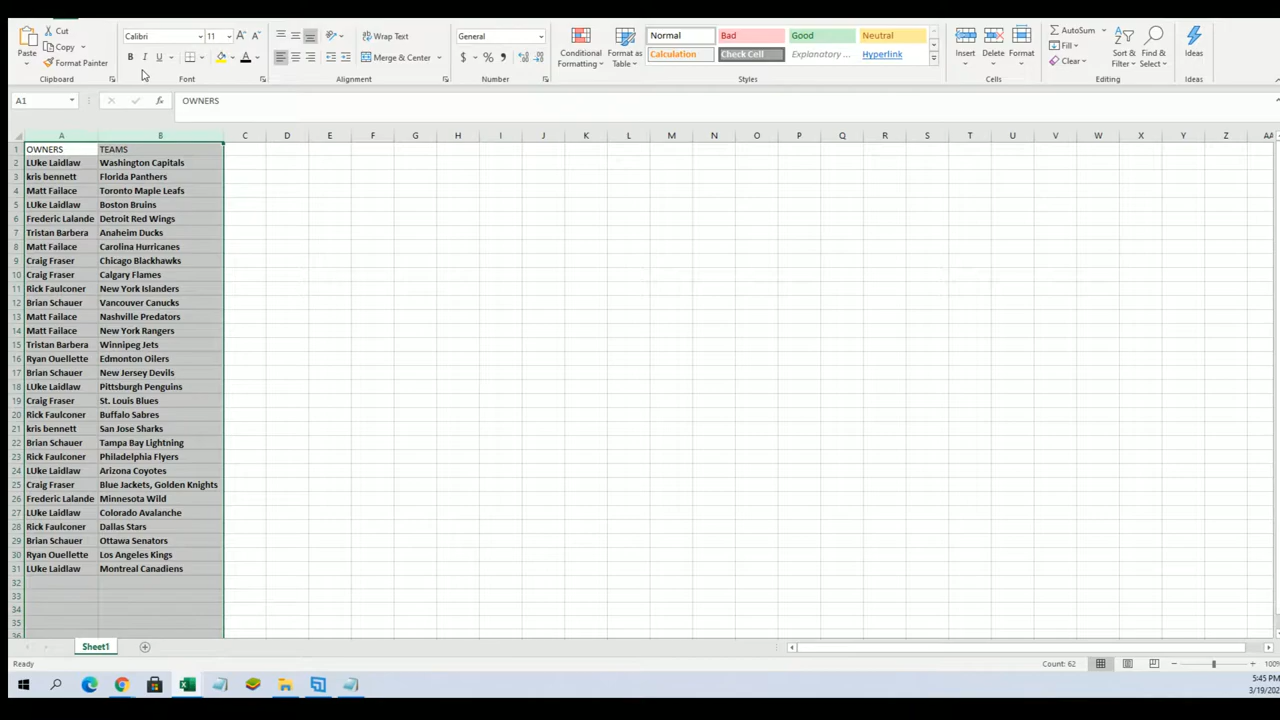 Cut
Calibri 11 Wrap Text General Normal Bad Good Neutral AutoSum
Paste Copy Conditional Format as Insert Delete Format Fill Sort & Find & Ideas
Format Painter B I U A Merge & Center $ % Formatting Table Calculation Check Cell Explanatory ... Hyperlink Clear Filter Select
Clipboard Font Alignment Number Styles Cells Editing Ideas
A1 fx OWNERS
A B C D E F G H I J K L M N O P Q R S T U V W X Y Z AA
1 OWNERS TEAMS
2 LUke Laidlaw Washington Capitals
3 kris bennett Florida Panthers
4 Matt Failace Toronto Maple Leafs
5 LUke Laidlaw Boston Bruins
6 Frederic Lalande Detroit Red Wings
7 Tristan Barbera Anaheim Ducks
8 Matt Failace Carolina Hurricanes
9 Craig Fraser Chicago Blackhawks
10 Craig Fraser Calgary Flames
11 Rick Faulconer New York Islanders
12 Brian Schauer Vancouver Canucks
13 Matt Failace Nashville Predators
14 Matt Failace New York Rangers
15 Tristan Barbera Winnipeg Jets
16 Ryan Ouellette Edmonton Oilers
17 Brian Schauer New Jersey Devils
18 LUke Laidlaw Pittsburgh Penguins
19 Craig Fraser St. Louis Blues
20 Rick Faulconer Buffalo Sabres
21 kris bennett San Jose Sharks
22 Brian Schauer Tampa Bay Lightning
23 Rick Faulconer Philadelphia Flyers
24 LUke Laidlaw Arizona Coyotes
25 Craig Fraser Blue Jackets, Golden Knights
26 Frederic Lalande Minnesota Wild
27 LUke Laidlaw Colorado Avalanche
28 Rick Faulconer Dallas Stars
29 Brian Schauer Ottawa Senators
30 Ryan Ouellette Los Angeles Kings
31 LUke Laidlaw Montreal Canadiens
32
33
34
35
36
Sheet1
Ready Count: 62 100%
5:45 PM
3/19/202